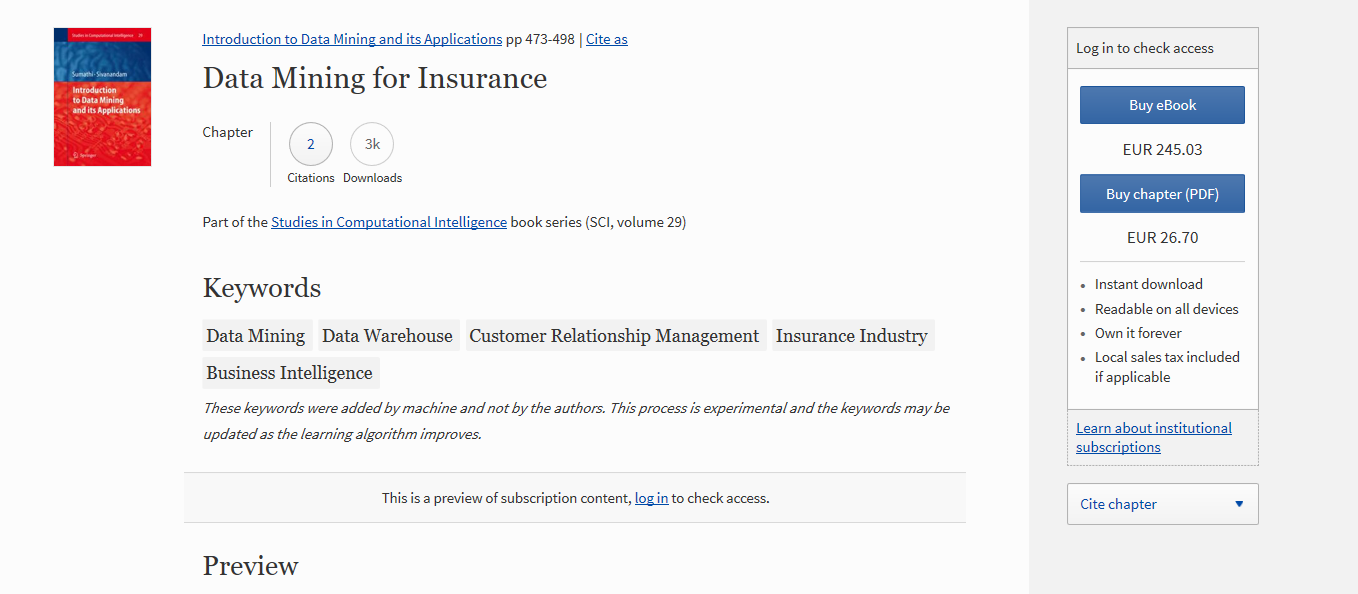 Studies in Computational Intelligence 29
Sumathi · Sivanandam
Introduction
to Data Mining
and its Applications
Springer
Introduction to Data Mining and its Applications pp 473-498 | Cite as
Data Mining for Insurance
Chapter
2
3k
Citations
Downloads
Part of the Studies in Computational Intelligence book series (SCI, volume 29)
Keywords
Data Mining
Data Warehouse
Customer Relationship Management
Insurance Industry
Business Intelligence
These keywords were added by machine and not by the authors. This process is experimental and the keywords may be
updated as the learning algorithm improves.
This is a preview of subscription content, log in to check access.
Preview
Log in to check access
Buy eBook
EUR 245.03
Buy chapter (PDF)
EUR 26.70
Instant download
Readable on all devices
Own it forever
Local sales tax included
if applicable
Learn about institutional
subscriptions
Cite chapter